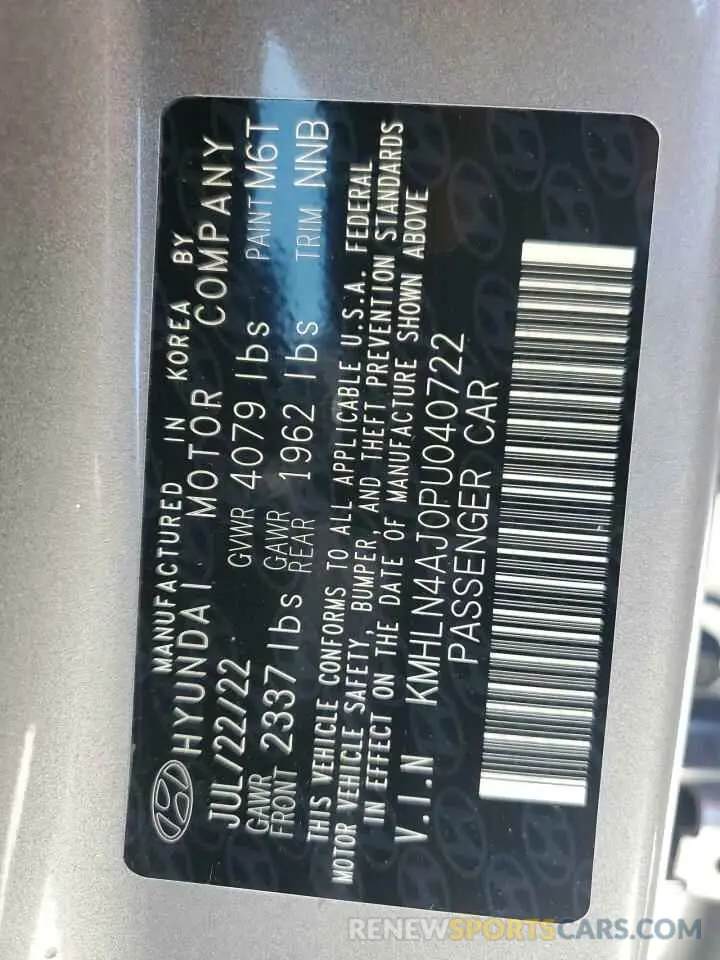 MANUFACTURED IN KOREA BY
HYUNDAI MOTOR COMPANY
JUL/22/22 GVWR 4079 lbs PAINT M6T
GAWR FRONT 2337 lbs GAWR REAR 1962 lbs TRIM NNB
THIS VEHICLE CONFORMS TO ALL APPLICABLE U.S.A. FEDERAL
MOTOR VEHICLE SAFETY, BUMPER, AND THEFT PREVENTION STANDARDS
IN EFFECT ON THE DATE OF MANUFACTURE SHOWN ABOVE
V.I.N KMHLN4AJ0PU040722
PASSENGER CAR
RENEWSPORTSCARS.COM